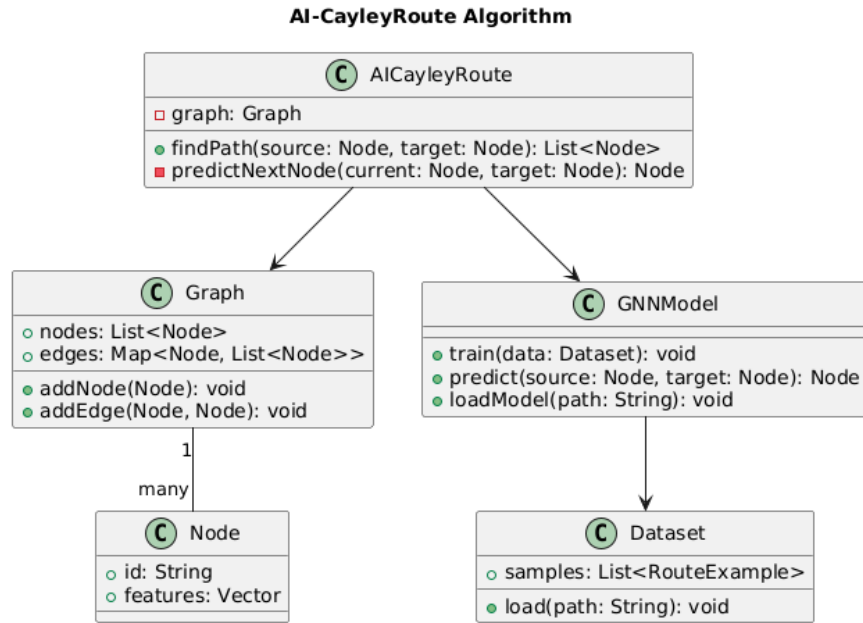 AI-CayleyRoute Algorithm
C AICayleyRoute
graph: Graph
findPath(source: Node, target: Node): List<Node>
predictNextNode(current: Node, target: Node): Node
C Graph
nodes: List<Node>
edges: Map<Node, List<Node>>
addNode(Node): void
addEdge(Node, Node): void
C GNNModel
train(data: Dataset): void
predict(source: Node, target: Node): Node
loadModel(path: String): void
1
many
C Node
id: String
features: Vector
C Dataset
samples: List<RouteExample>
load(path: String): void